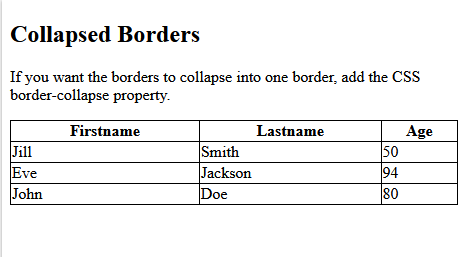 Collapsed Borders
If you want the borders to collapse into one border, add the CSS
border-collapse property.
Firstname Lastname Age
Jill Smith 50
Eve Jackson 94
John Doe 80